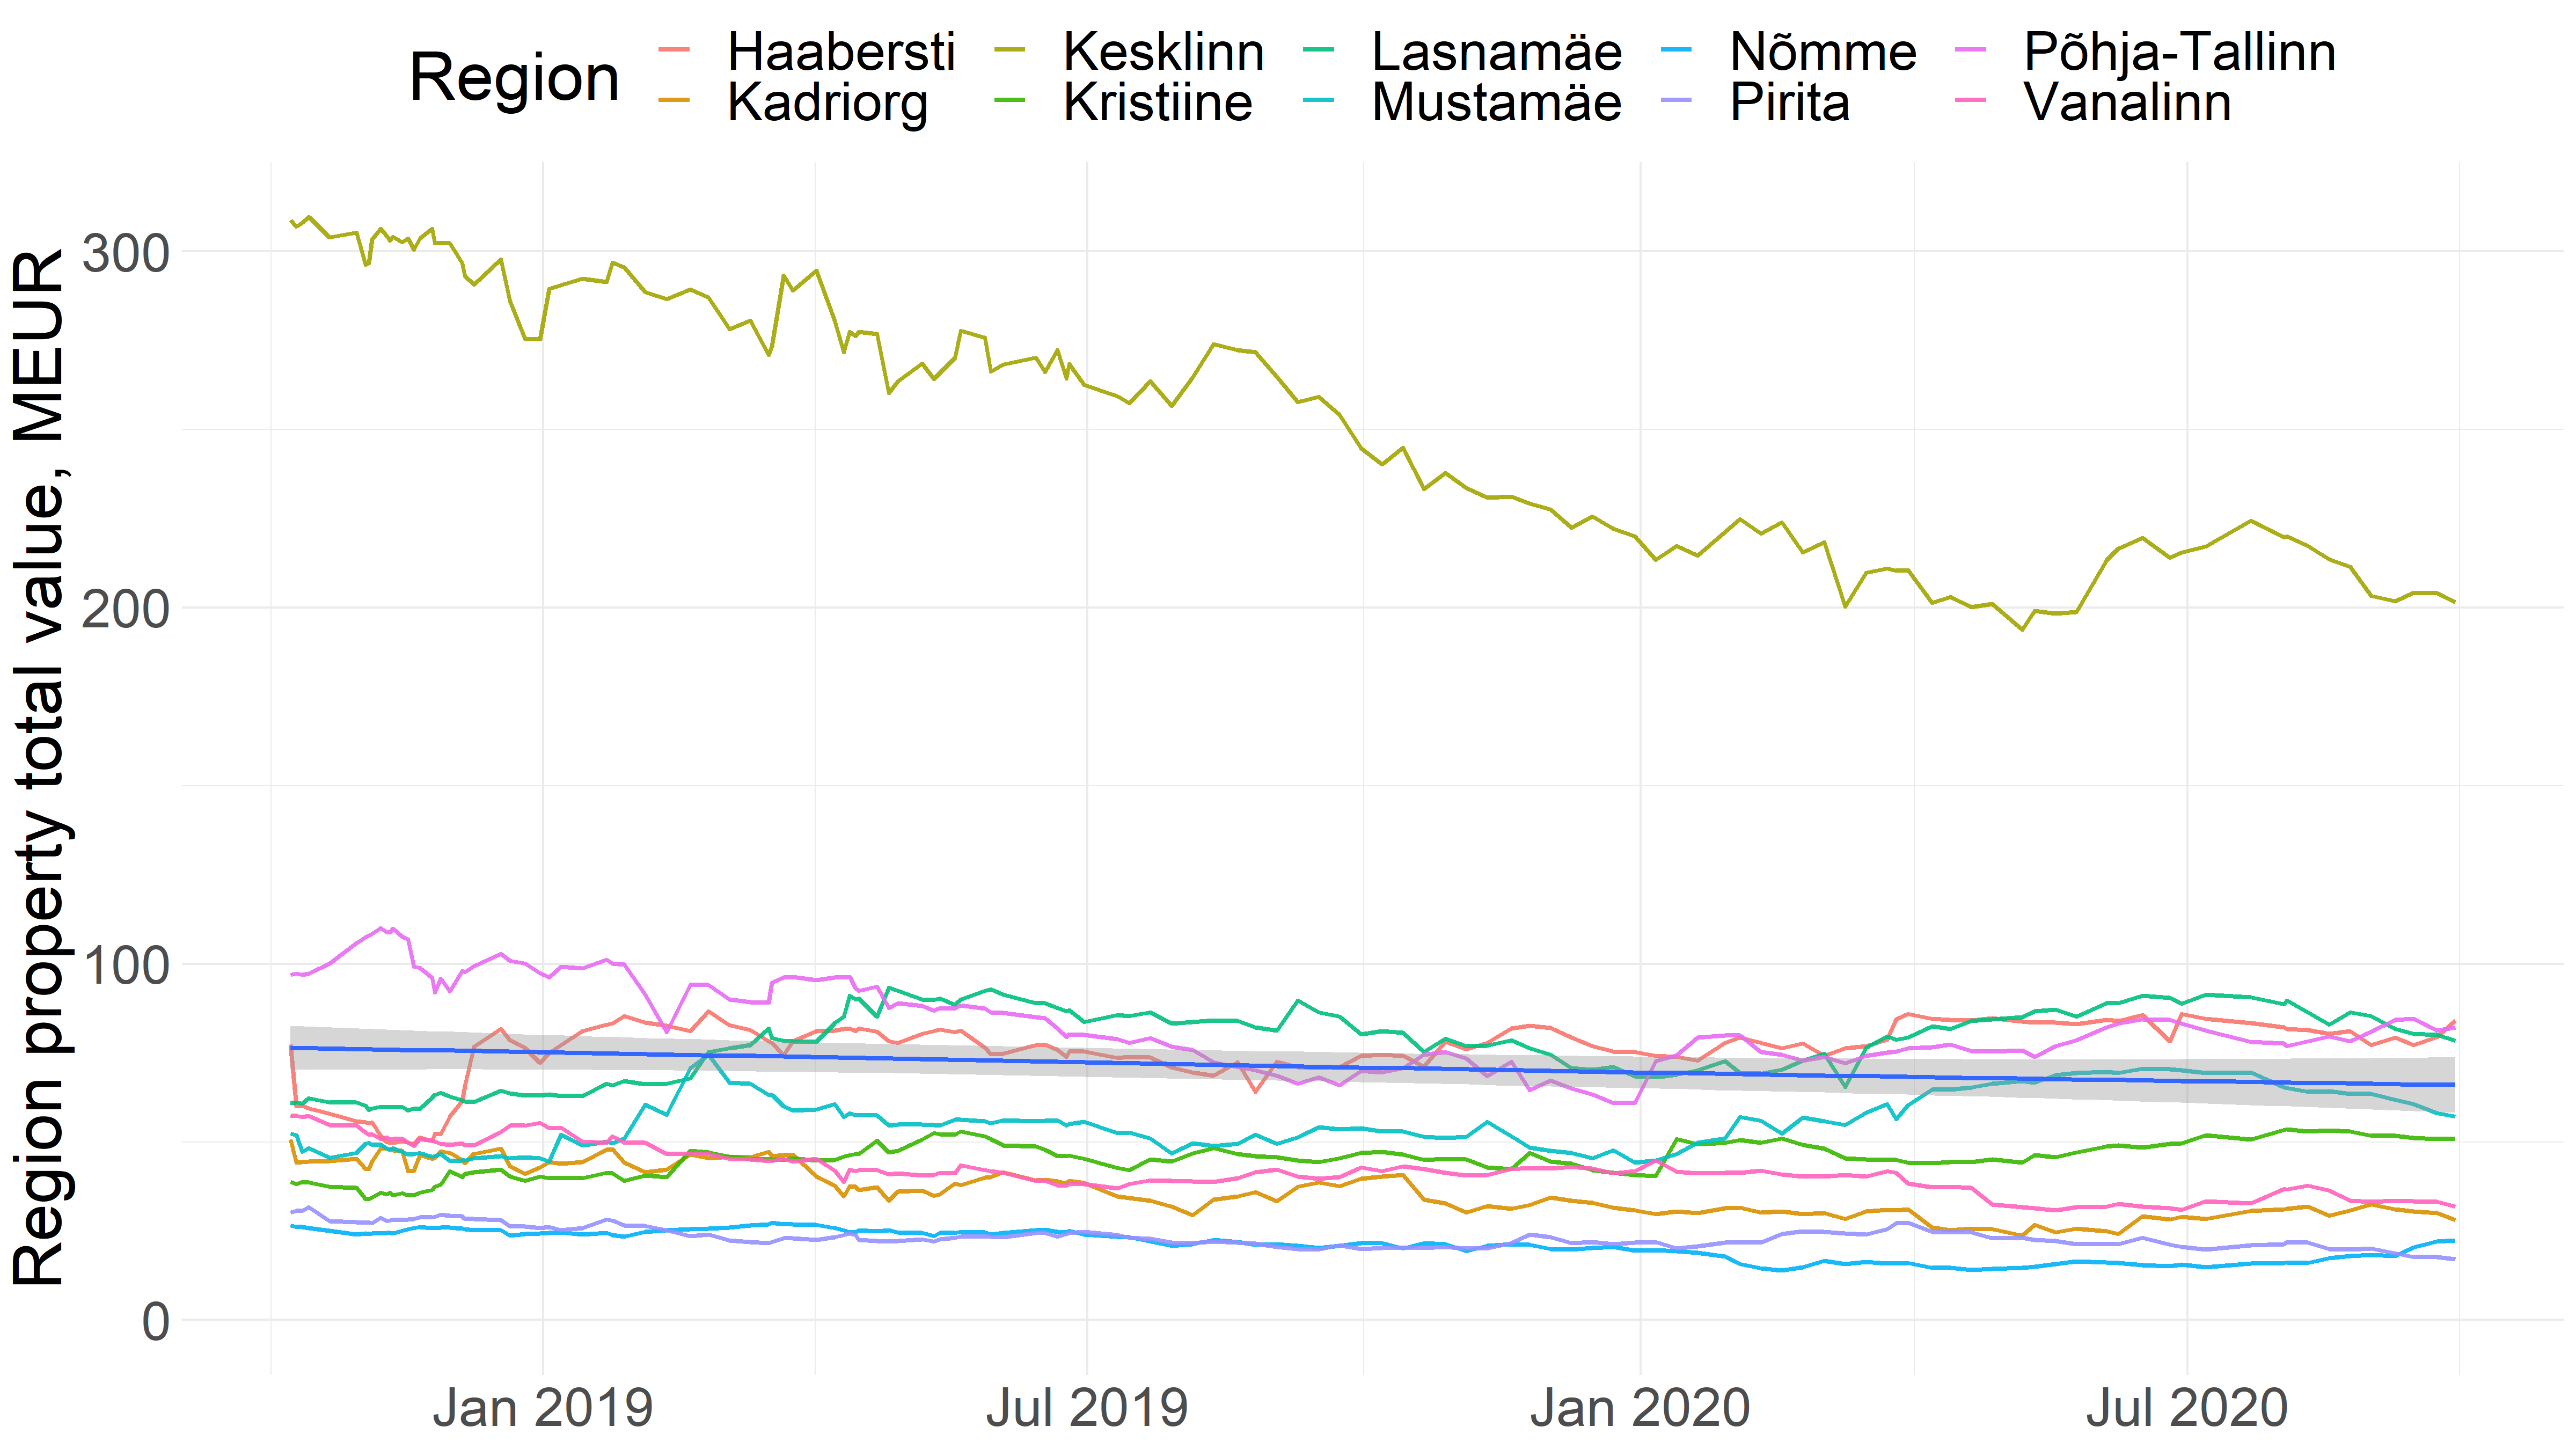 Region
Haabersti Kesklinn Lasnamäe Nõmme Põhja-Tallinn
Kadriorg Kristiine Mustamäe Pirita Vanalinn
Region property total value, MEUR
300
200
100
0
Jan 2019 Jul 2019 Jan 2020 Jul 2020